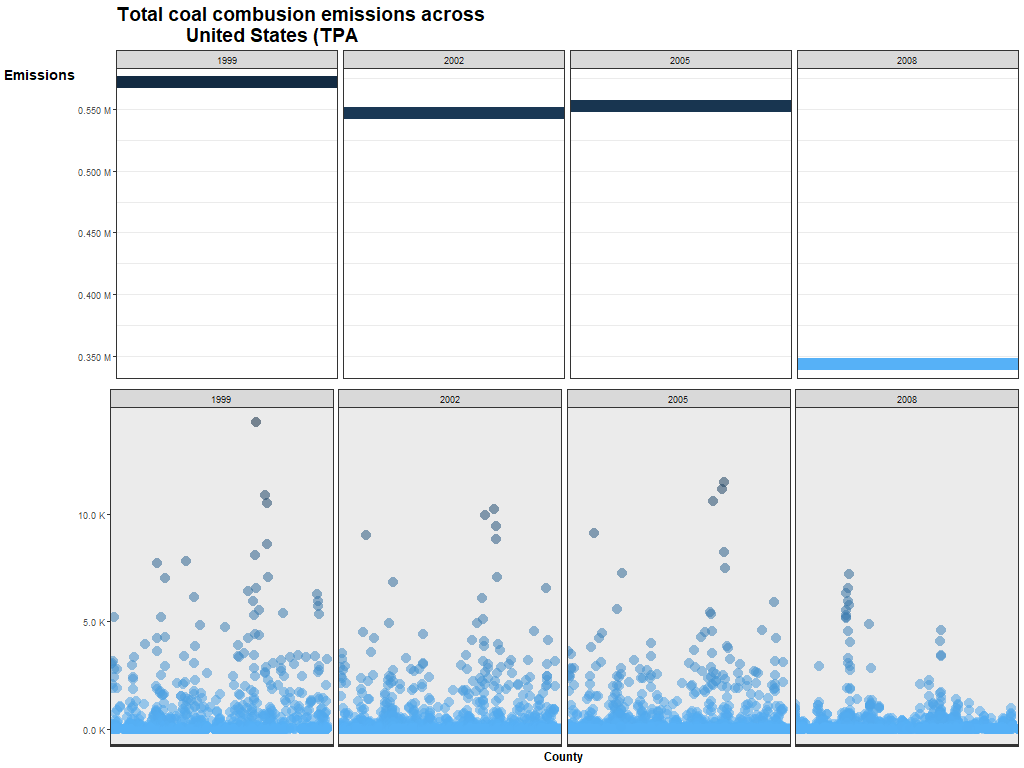 Total coal combusion emissions across
United States (TPA
1999
2002
2005
2008
Emissions
0.550 M
0.500 M
0.450 M
0.400 M
0.350 M
1999
2002
2005
2008
10.0 K
5.0 K
0.0 K
County